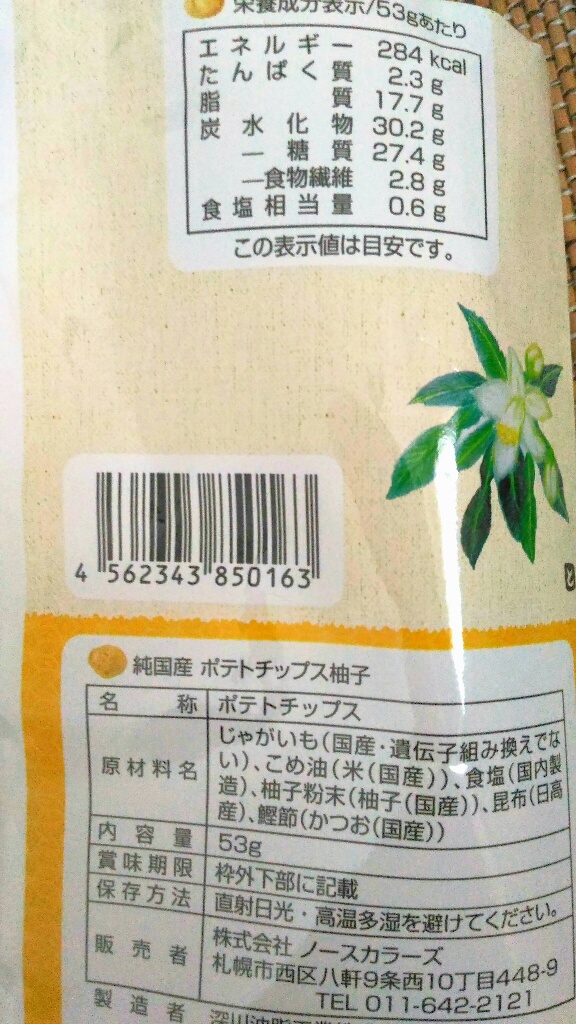 栄養成分表示/53gあたり
エネルギー 284 kcal
たんぱく質 2.3 g
脂質 17.7 g
炭水化物 30.2 g
―糖質 27.4 g
―食物繊維 2.8 g
食塩相当量 0.6 g
この表示値は目安です。
4 562343 850163
純国産 ポテトチップス柚子
名称 ポテトチップス
原材料名 じゃがいも(国産・遺伝子組み換えでな
い)、こめ油(米(国産))、食塩(国内製
造)、柚子粉末(柚子(国産))、昆布(日高
産)、鰹節(かつお(国産))
内容量 53g
賞味期限 枠外下部に記載
保存方法 直射日光・高温多湿を避けてください。
販売者 株式会社 ノースカラーズ
札幌市西区八軒9条西10丁目448-9
TEL 011-642-2121
製造者